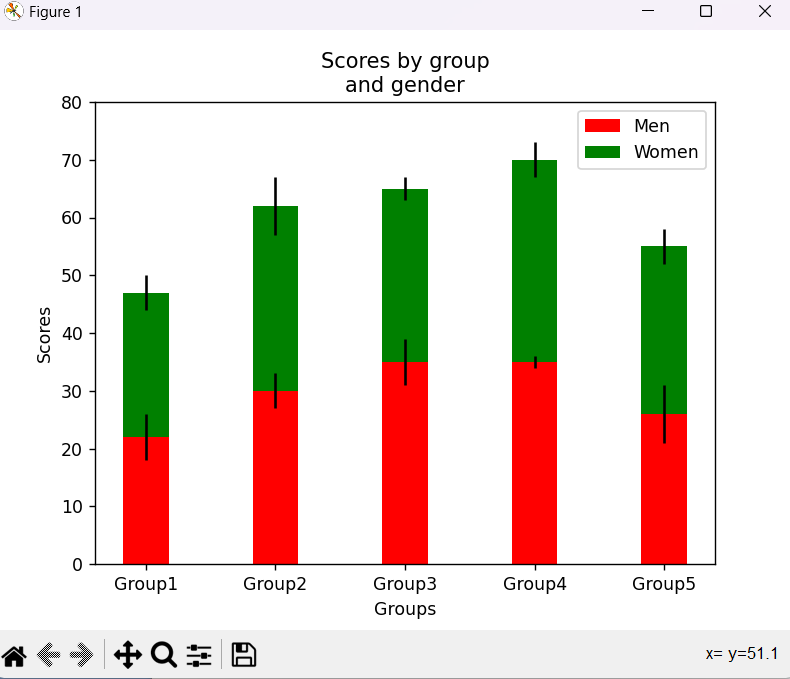 Figure 1
Scores by group
and gender
Men
Women
80
70
60
50
40
30
20
10
0
Scores
Group1 Group2 Group3 Group4 Group5
Groups
x= y=51.1